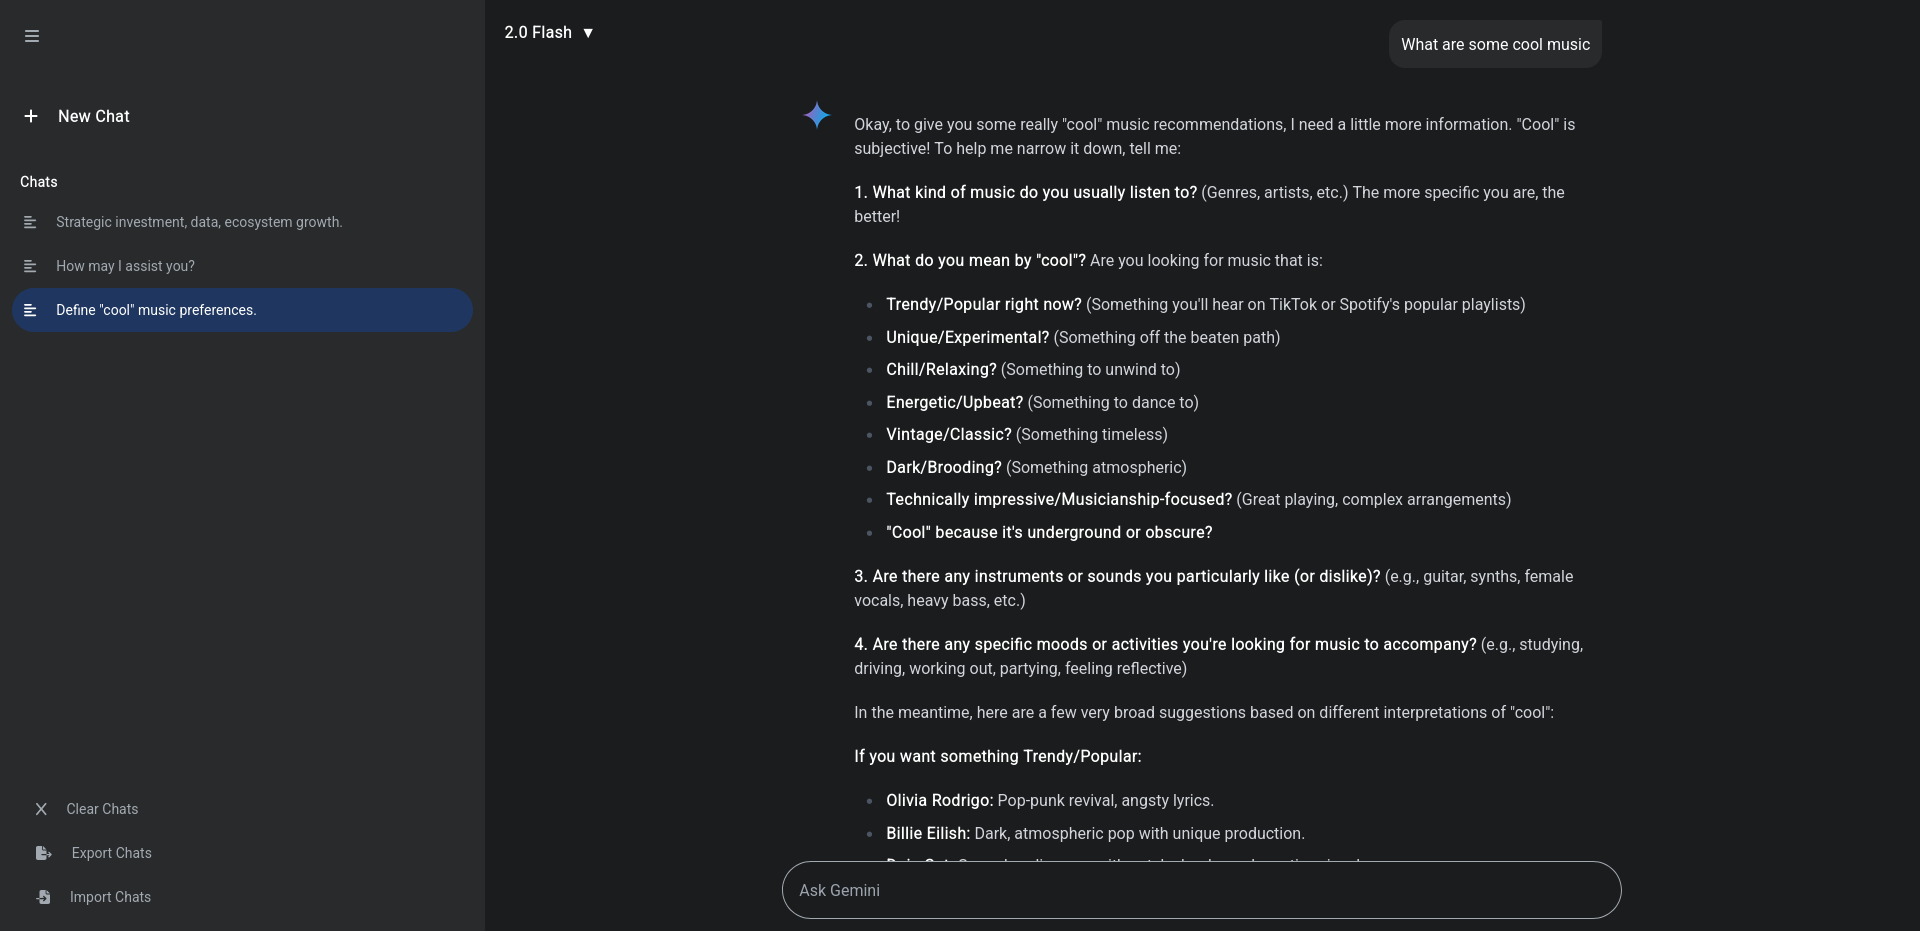 New Chat
Chats
Strategic investment, data, ecosystem growth.
How may I assist you?
Define "cool" music preferences.
Clear Chats
Export Chats
Import Chats
2.0 Flash ▼
What are some cool music
Okay, to give you some really "cool" music recommendations, I need a little more information. "Cool" is
subjective! To help me narrow it down, tell me:
1. What kind of music do you usually listen to? (Genres, artists, etc.) The more specific you are, the
better!
2. What do you mean by "cool"? Are you looking for music that is:
Trendy/Popular right now? (Something you'll hear on TikTok or Spotify's popular playlists)
Unique/Experimental? (Something off the beaten path)
Chill/Relaxing? (Something to unwind to)
Energetic/Upbeat? (Something to dance to)
Vintage/Classic? (Something timeless)
Dark/Brooding? (Something atmospheric)
Technically impressive/Musicianship-focused? (Great playing, complex arrangements)
"Cool" because it's underground or obscure?
3. Are there any instruments or sounds you particularly like (or dislike)? (e.g., guitar, synths, female
vocals, heavy bass, etc.)
4. Are there any specific moods or activities you're looking for music to accompany? (e.g., studying,
driving, working out, partying, feeling reflective)
In the meantime, here are a few very broad suggestions based on different interpretations of "cool":
If you want something Trendy/Popular:
Olivia Rodrigo: Pop-punk revival, angsty lyrics.
Billie Eilish: Dark, atmospheric pop with unique production.
Ask Gemini